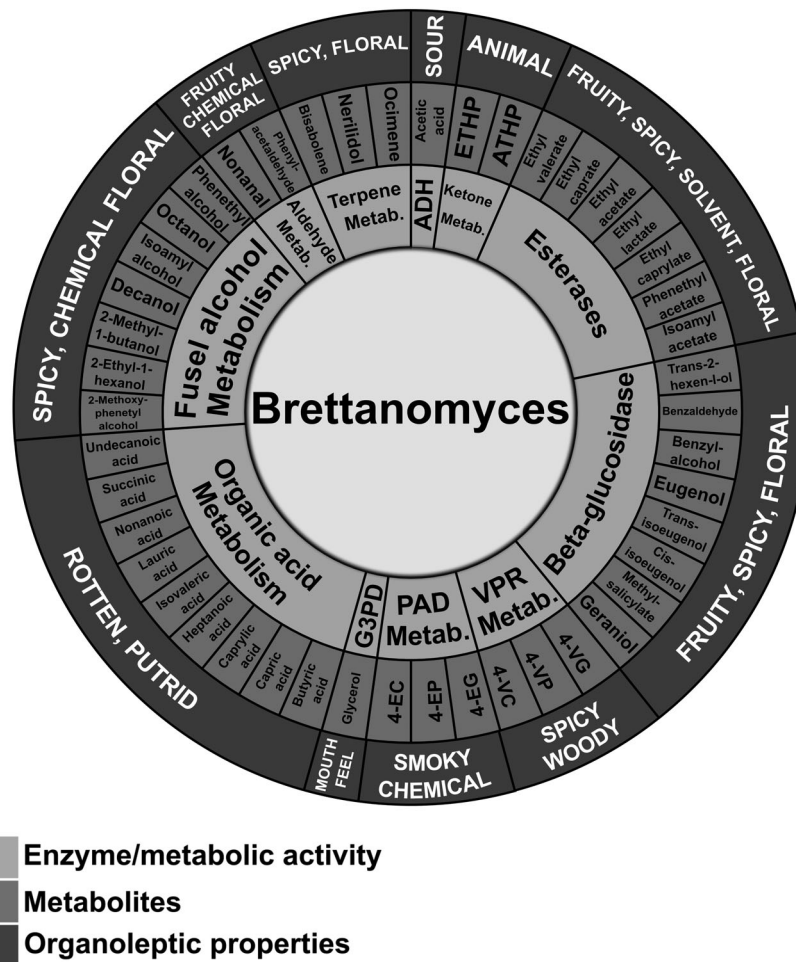 Brettanomyces
ADH
Ketone
Metab.
Esterases
Beta-glucosidase
VPR
Metab.
PAD
Metab.
G3PD
Organic acid
Metabolism
Fusel alcohol
Metabolism
Aldehyde
Metab.
Terpene
Metab.
Acetic
acid
ETHP
ATHP
Ethyl
valerate
Ethyl
caprate
Ethyl
acetate
Ethyl
lactate
Ethyl
caprylate
Phenethyl
acetate
Isoamyl
acetate
Trans-2-
hexen-l-ol
Benzaldehyde
Benzyl-
alcohol
Eugenol
Trans-
isoeugenol
Cis-
isoeugenol
Methyl-
salicylate
Geraniol
4-VG
4-VP
4-VC
4-EG
4-EP
4-EC
Glycerol
Butyric
acid
Capric
acid
Caprylic
acid
Heptanoic
acid
Isovaleric
acid
Lauric
acid
Nonanoic
acid
Succinic
acid
Undecanoic
acid
2-Methoxy-
phenetyl
alcohol
2-Ethyl-1-
hexanol
2-Methyl-
1-butanol
Decanol
Isoamyl
alcohol
Octanol
Phenethyl
alcohol
Nonanal
Phenyl-
acetaldehyde
Bisabolene
Nerilidol
Ocimene
SOUR
ANIMAL
FRUITY, SPICY, SOLVENT, FLORAL
FRUITY, SPICY, FLORAL
SPICY
WOODY
SMOKY
CHEMICAL
MOUTH
FEEL
ROTTEN, PUTRID
SPICY, CHEMICAL FLORAL
FRUITY
CHEMICAL
FLORAL
SPICY, FLORAL
Enzyme/metabolic activity
Metabolites
Organoleptic properties